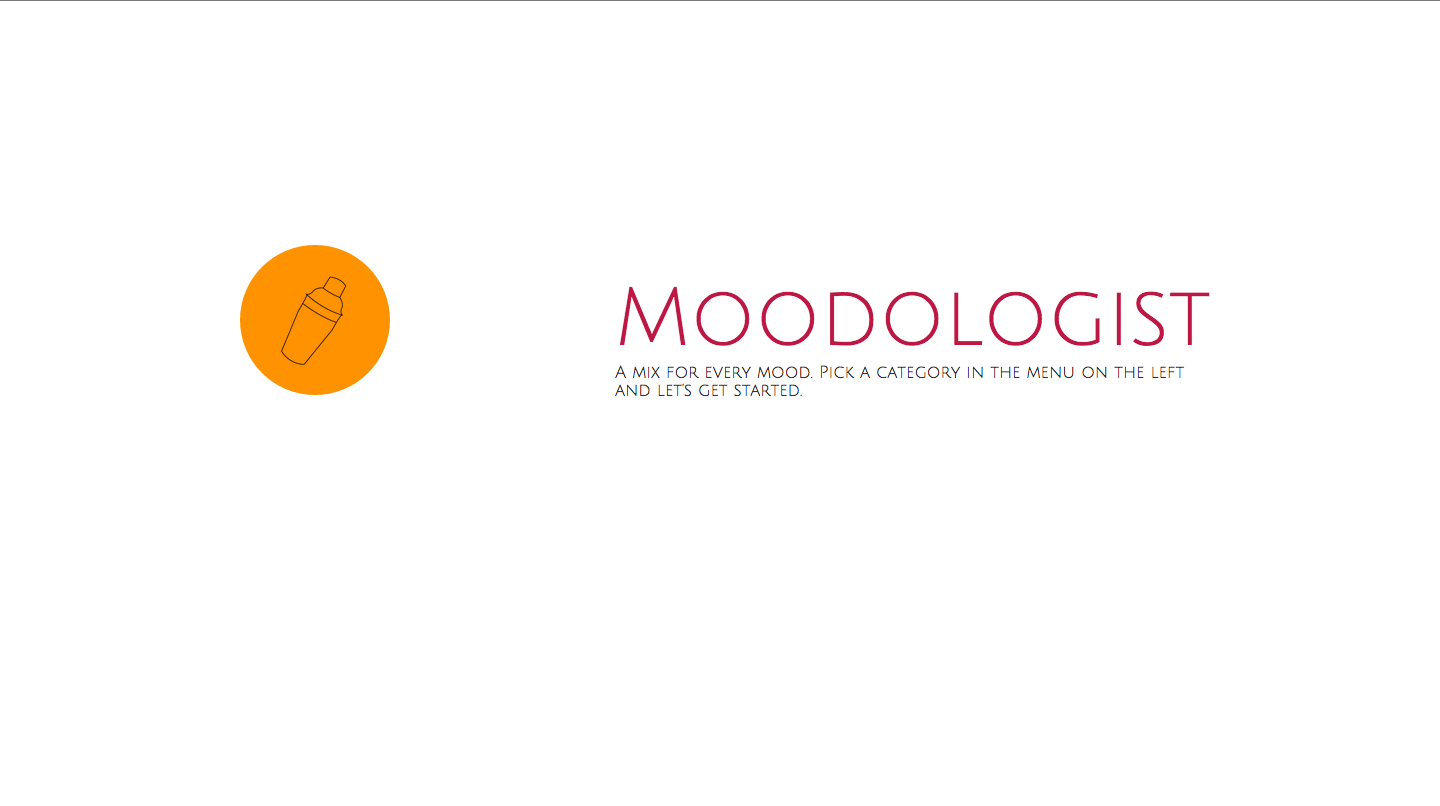 Moodologist
A mix for every mood. Pick a category in the menu on the left
and let's get started.